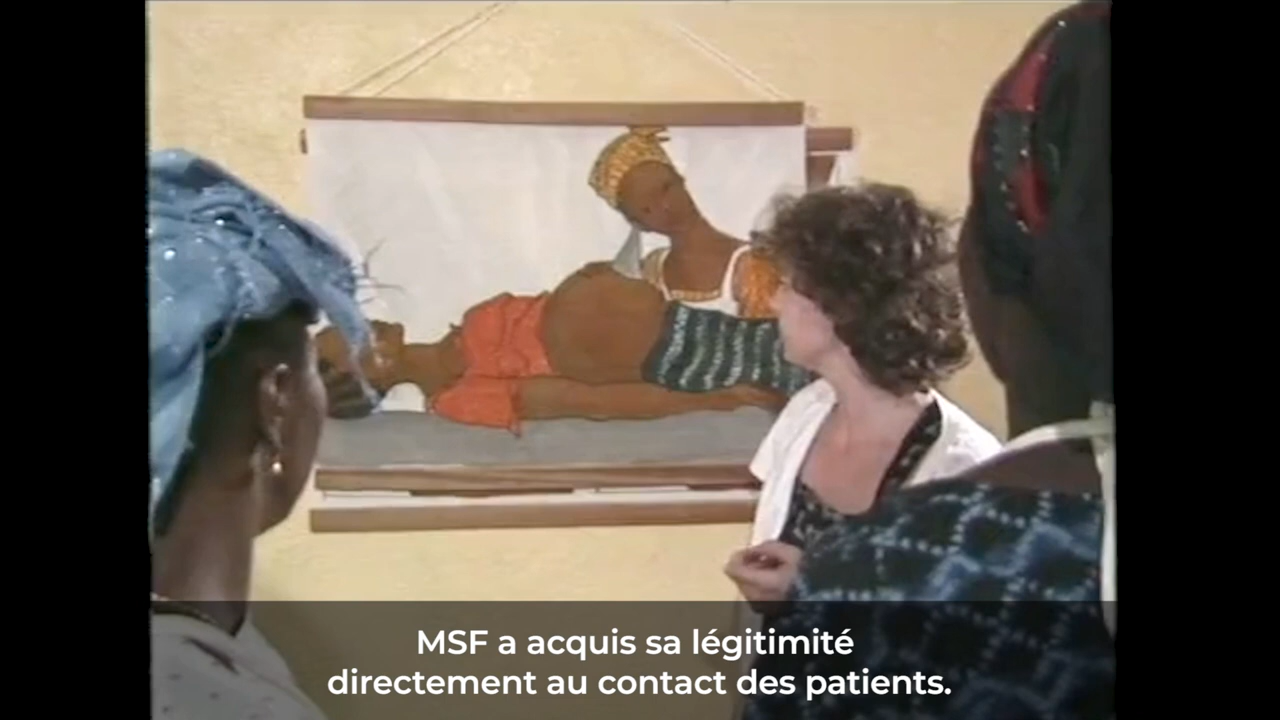 MSF a acquis sa légitimité
directement au contact des patients.